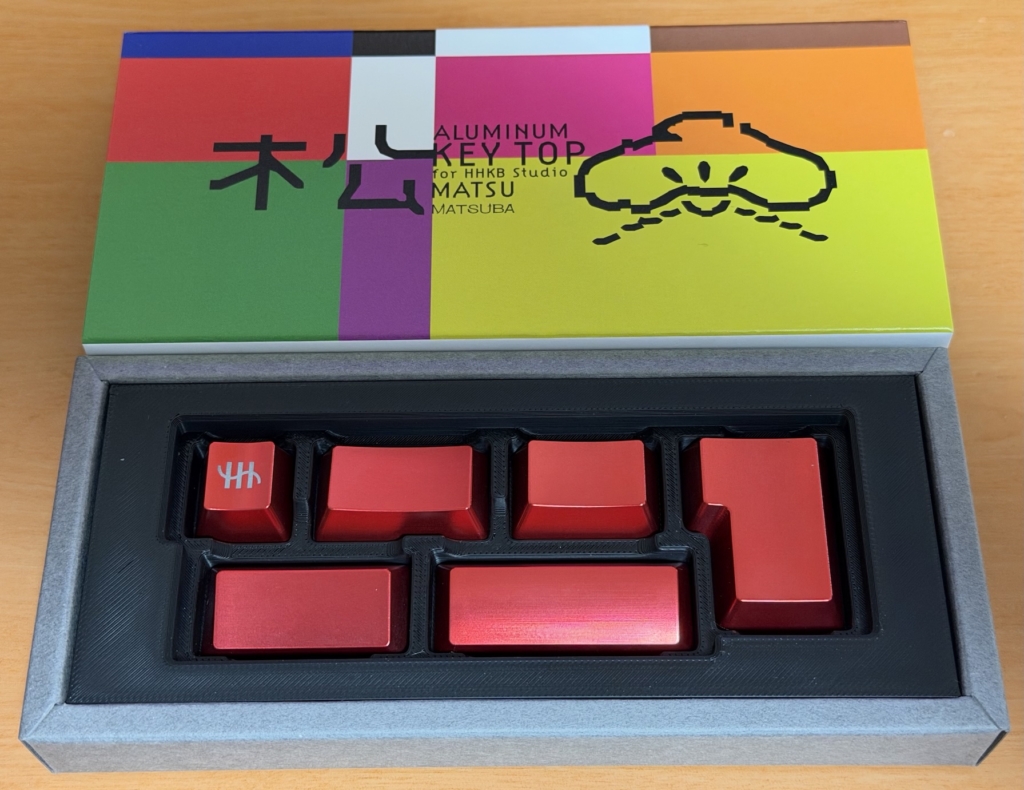 松
ALUMINUM
KEY TOP
for HHKB Studio
MATSU
MATSUBA